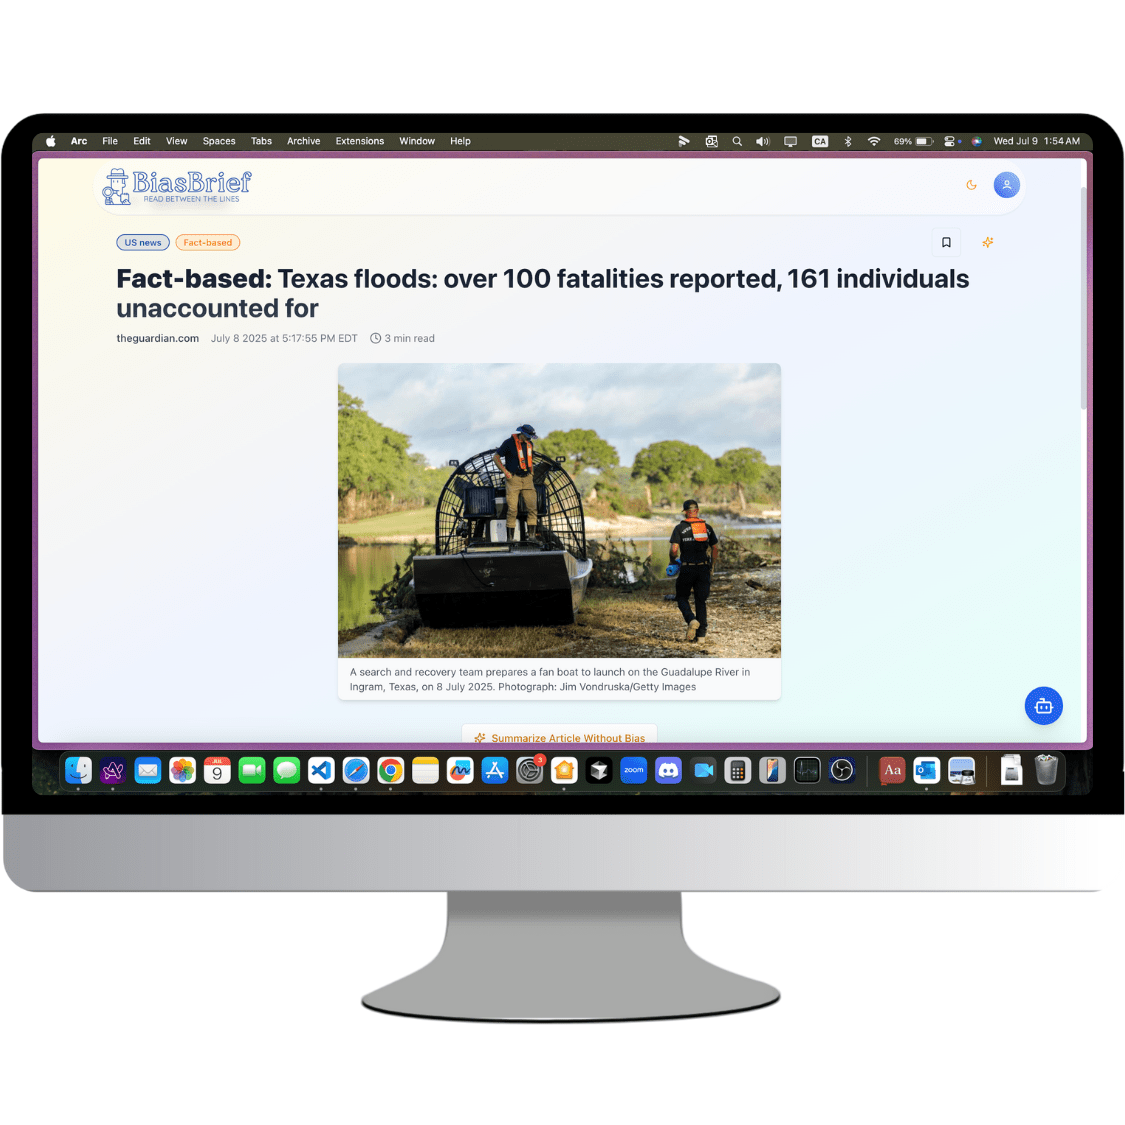 Arc File Edit View Spaces Tabs Archive Extensions Window Help CA 69% Wed Jul 9 1:54 AM
BiasBrief
READ BETWEEN THE LINES
US news Fact-based
Fact-based: Texas floods: over 100 fatalities reported, 161 individuals
unaccounted for
theguardian.com July 8 2025 at 5:17:55 PM EDT 3 min read
A search and recovery team prepares a fan boat to launch on the Guadalupe River in
Ingram, Texas, on 8 July 2025. Photograph: Jim Vondruska/Getty Images
Summarize Article Without Bias
JUL
9
3
zoom
Aa